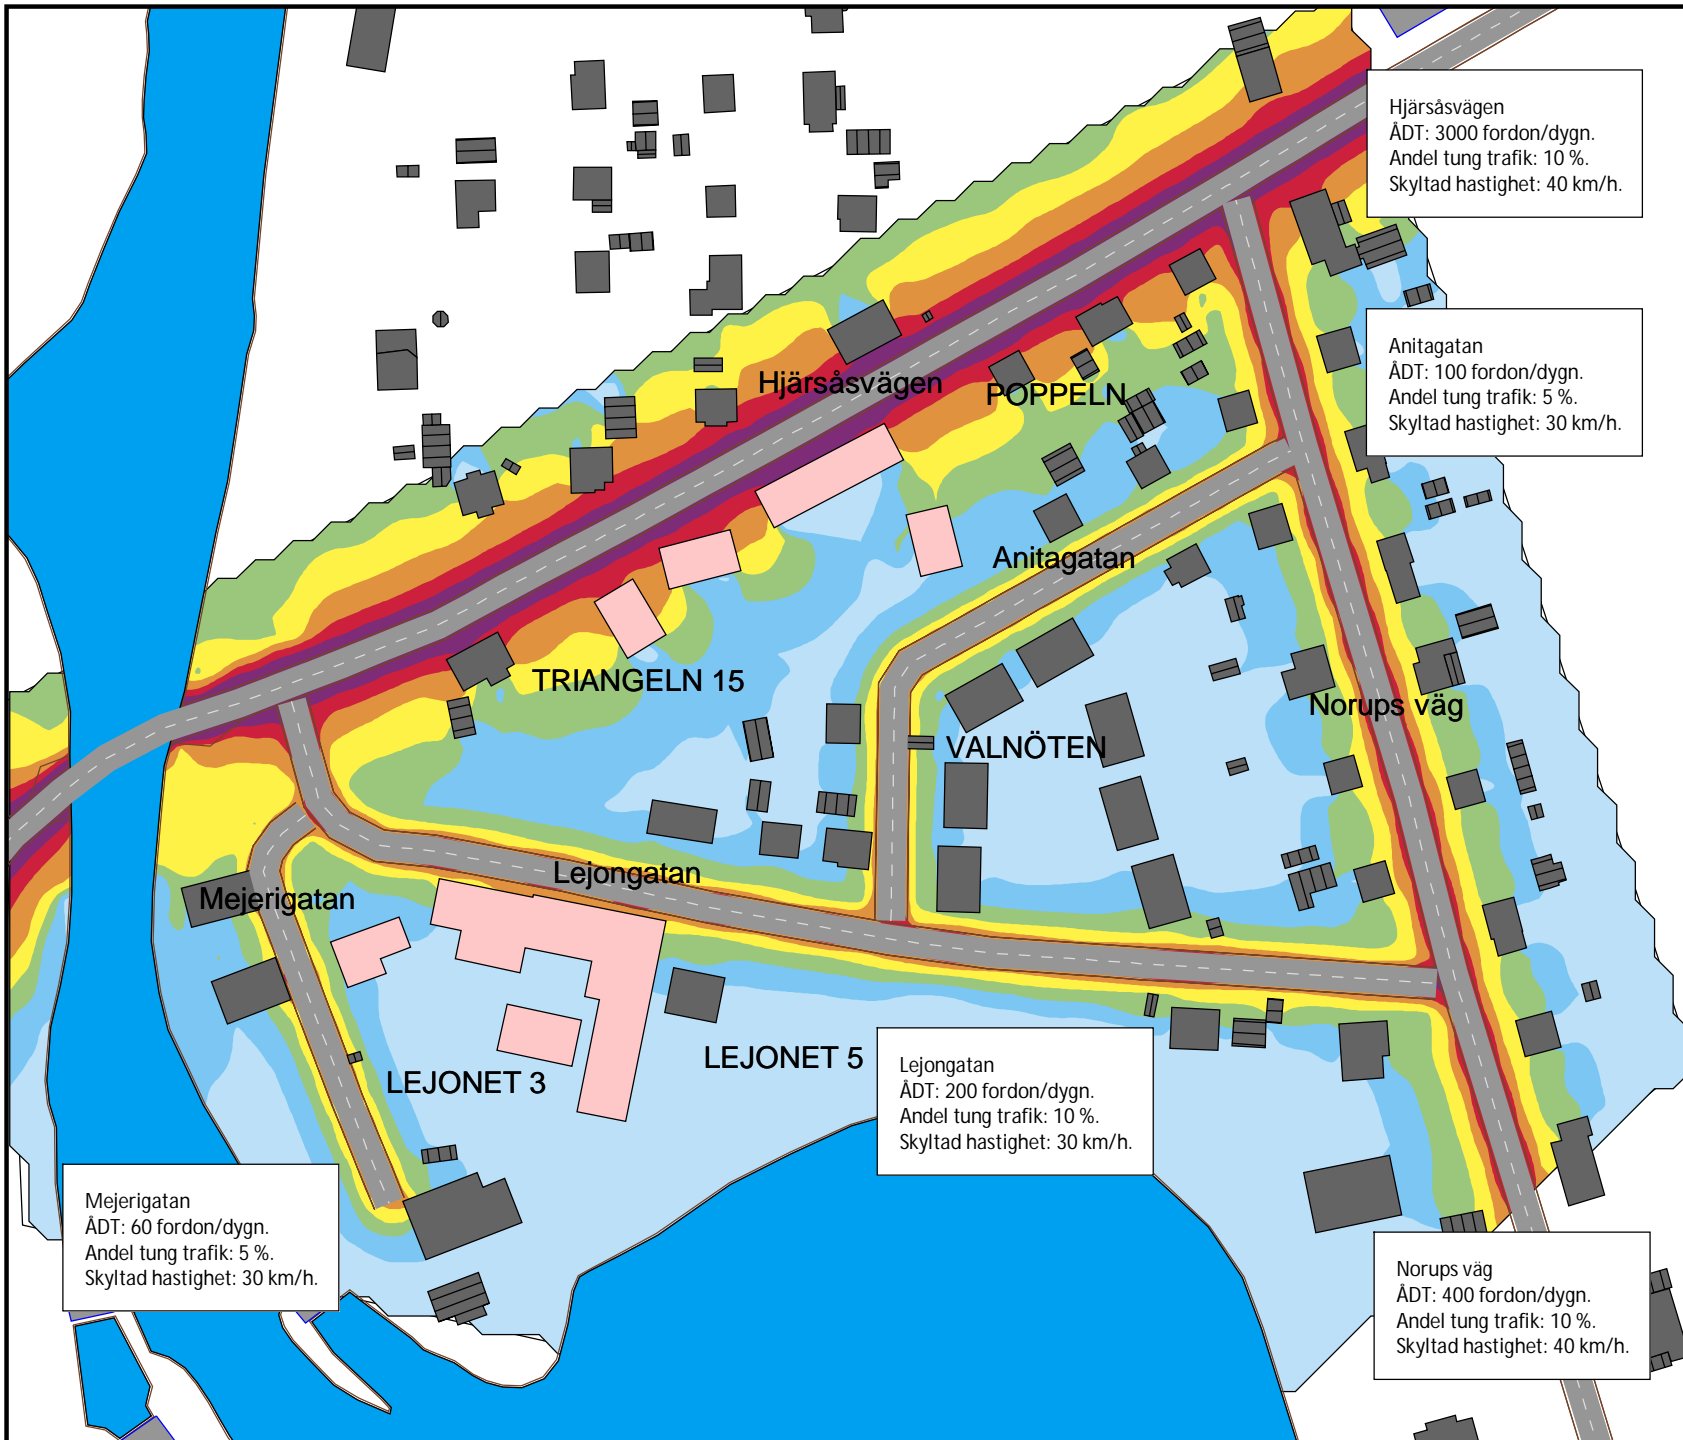 Hjärsåsvägen
ÅDT: 3000 fordon/dygn.
Andel tung trafik: 10 %.
Skyltad hastighet: 40 km/h.
Anitagatan
ÅDT: 100 fordon/dygn.
Andel tung trafik: 5 %.
Skyltad hastighet: 30 km/h.
Hjärsåsvägen
POPPELN
Anitagatan
TRIANGELN 15
Norups väg
VALNÖTEN
Lejongatan
Mejerigatan
LEJONET 5
LEJONET 3
Lejongatan
ÅDT: 200 fordon/dygn.
Andel tung trafik: 10 %.
Skyltad hastighet: 30 km/h.
Mejerigatan
ÅDT: 60 fordon/dygn.
Andel tung trafik: 5 %.
Skyltad hastighet: 30 km/h.
Norups väg
ÅDT: 400 fordon/dygn.
Andel tung trafik: 10 %.
Skyltad hastighet: 40 km/h.